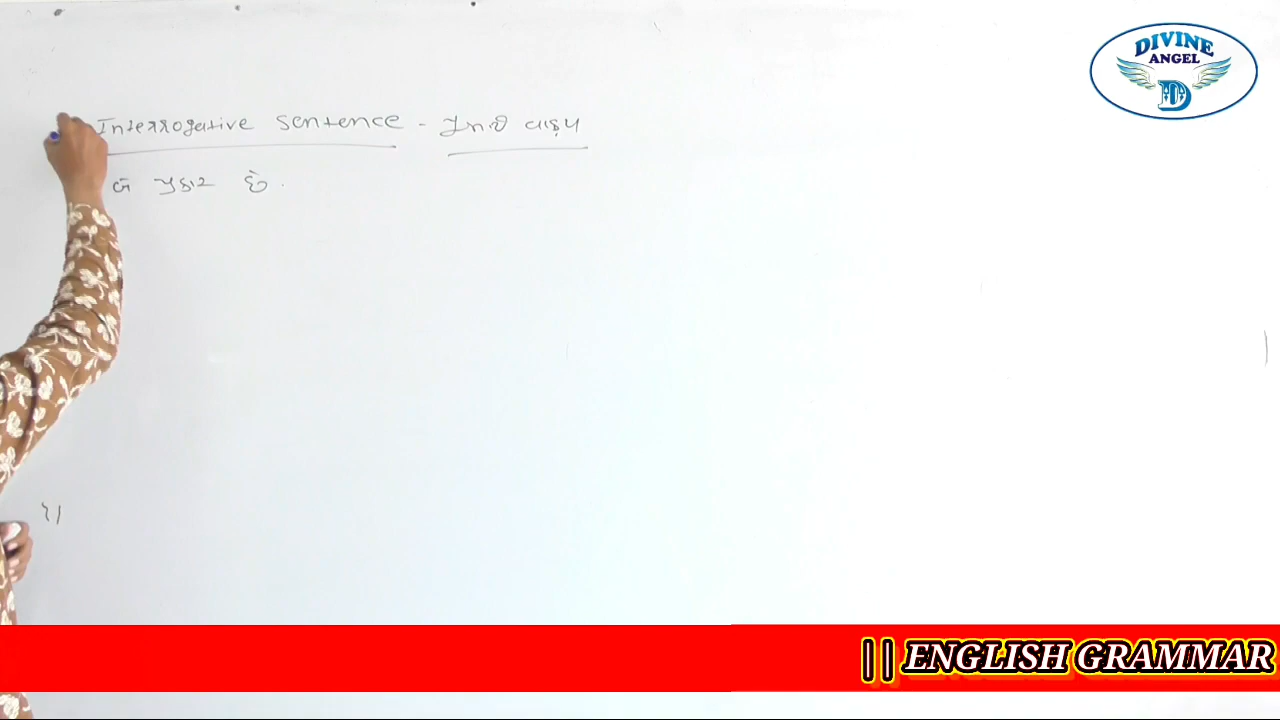 DIVINE
ANGEL
D
Interrogative sentence - પ્રશ્નાર્થ વાક્ય
બે પ્રકાર છે.
|| ENGLISH GRAMMAR